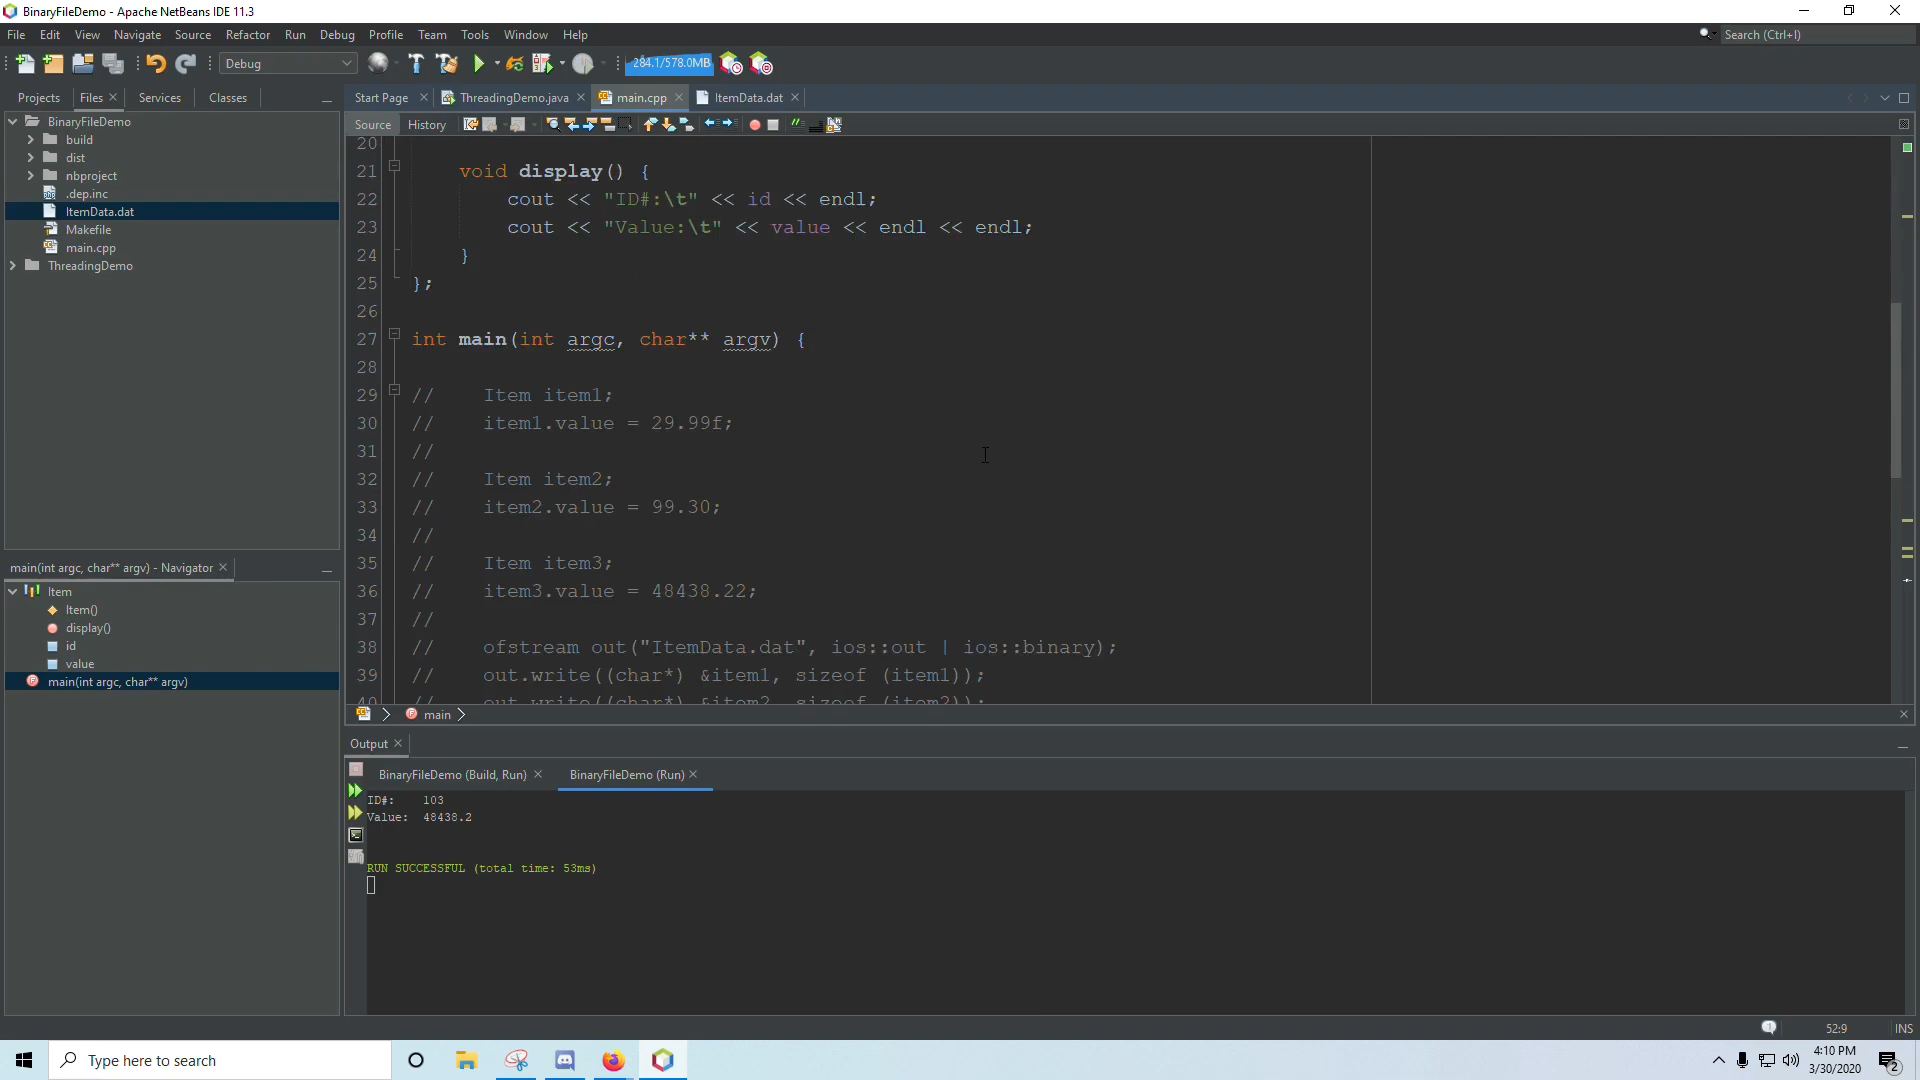 BinaryFileDemo - Apache NetBeans IDE 11.3
File Edit View Navigate Source Refactor Run Debug Profile Team Tools Window Help
Search (Ctrl+I)
Debug
284.1/578.0MB
Projects Files Services Classes
Start Page ThreadingDemo.java main.cpp ItemData.dat
Source History
BinaryFileDemo
build
dist
nbproject
.dep.inc
ItemData.dat
Makefile
main.cpp
ThreadingDemo
20
21 void display() {
22 cout << "ID#:\t" << id << endl;
23 cout << "Value:\t" << value << endl << endl;
24 }
25 };
26
27 int main(int argc, char** argv) {
28
29 // Item item1;
30 // item1.value = 29.99f;
31 //
32 // Item item2;
33 // item2.value = 99.30;
34 //
35 // Item item3;
36 // item3.value = 48438.22;
37 //
38 // ofstream out("ItemData.dat", ios::out | ios::binary);
39 // out.write((char*) &item1, sizeof (item1));
40 // out.write((char*) &item2, sizeof (item2));
main
main(int argc, char** argv) - Navigator
Item
Item()
display()
id
value
main(int argc, char** argv)
Output
BinaryFileDemo (Build, Run) BinaryFileDemo (Run)
ID#: 103
Value: 48438.2
RUN SUCCESSFUL (total time: 53ms)
52:9 INS
Type here to search
4:10 PM
3/30/2020
2